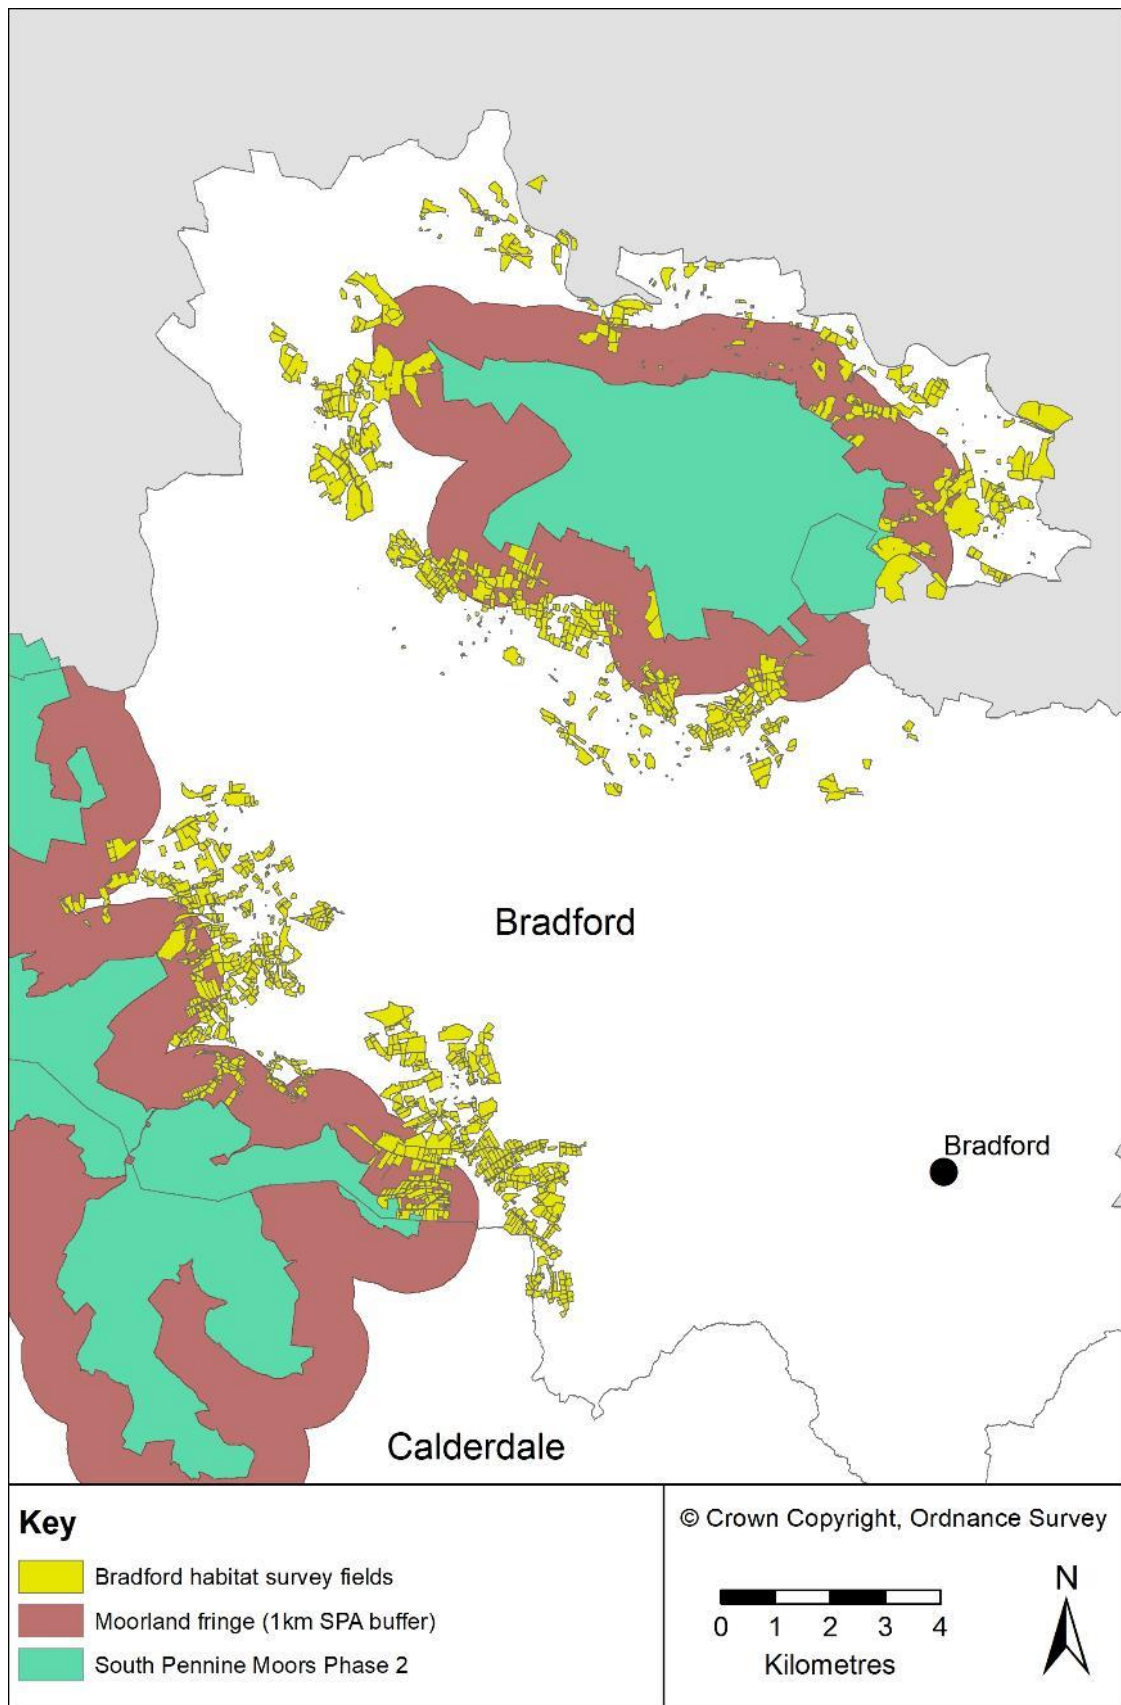 Bradford
Bradford
Calderdale
Key
Bradford habitat survey fields
Moorland fringe (1km SPA buffer)
South Pennine Moors Phase 2
© Crown Copyright, Ordnance Survey
0 1 2 3 4
Kilometres
N